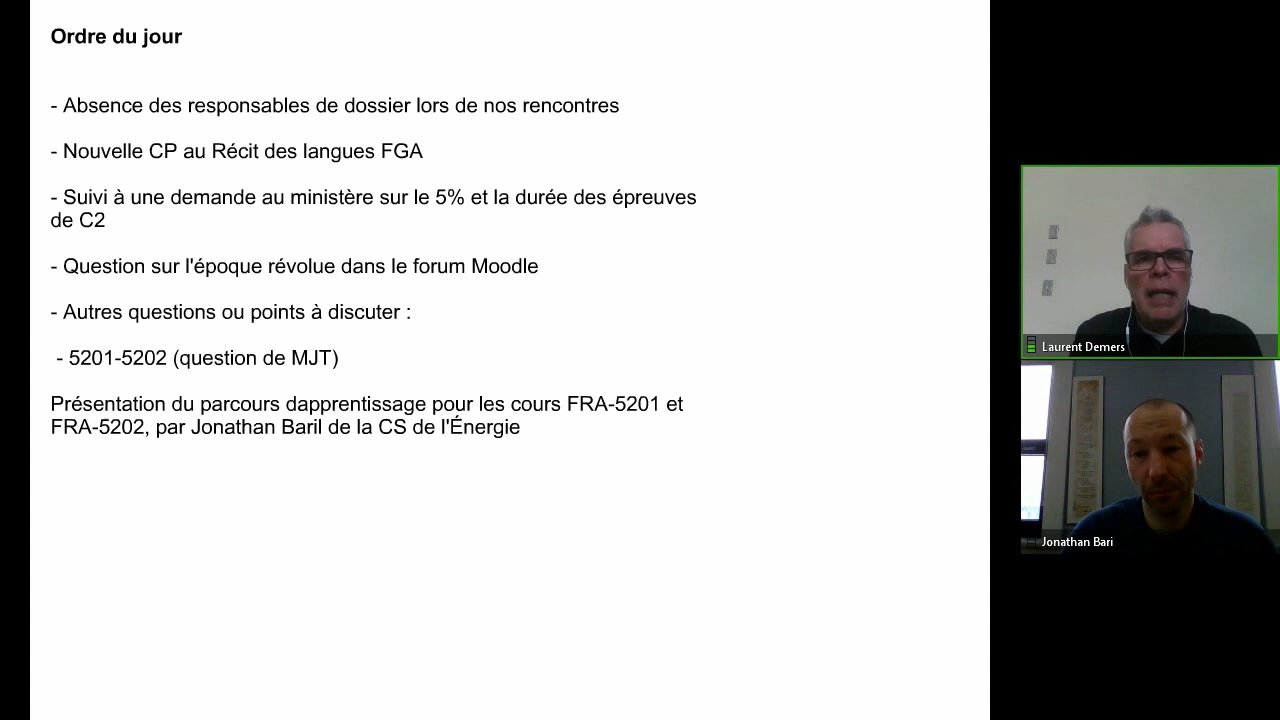 Ordre du jour
- Absence des responsables de dossier lors de nos rencontres
- Nouvelle CP au Récit des langues FGA
- Suivi à une demande au ministère sur le 5% et la durée des épreuves
de C2
- Question sur l'époque révolue dans le forum Moodle
- Autres questions ou points à discuter :
- 5201-5202 (question de MJT)
Présentation du parcours dapprentissage pour les cours FRA-5201 et
FRA-5202, par Jonathan Baril de la CS de l'Énergie
Laurent Demers
Jonathan Bari